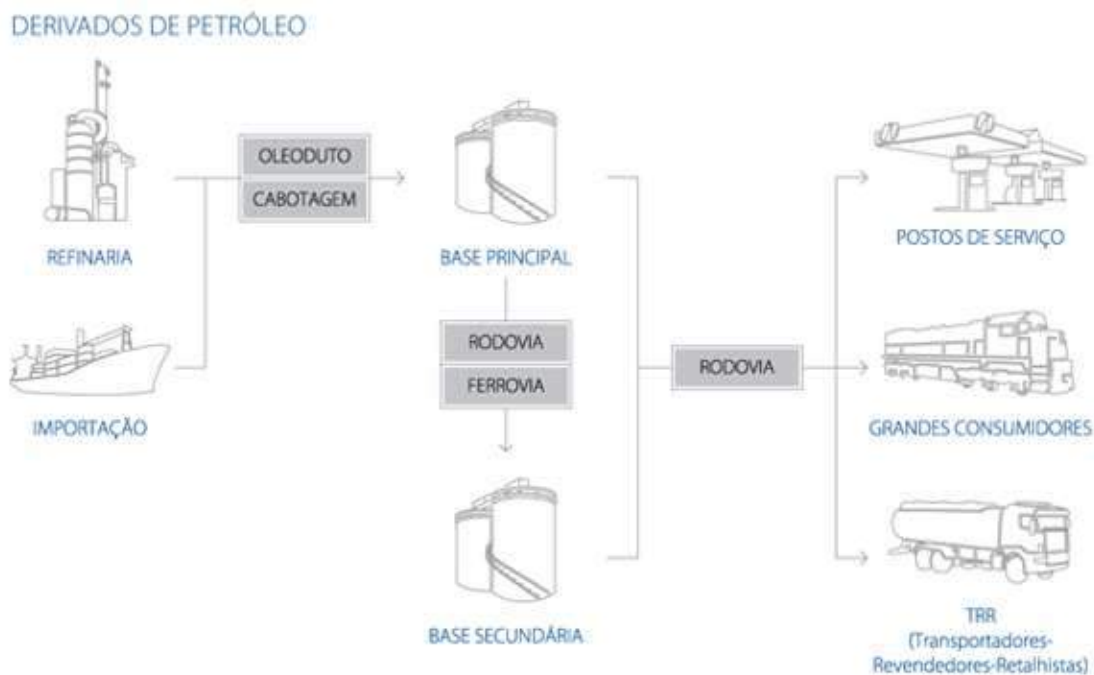 DERIVADOS DE PETRÓLEO
OLEODUTO
CABOTAGEM
REFINARIA
BASE PRINCIPAL
POSTOS DE SERVIÇO
RODOVIA
FERROVIA
RODOVIA
IMPORTAÇÃO
GRANDES CONSUMIDORES
BASE SECUNDÁRIA
TRR
(Transportadores-
Revendedores-Retalhistas)